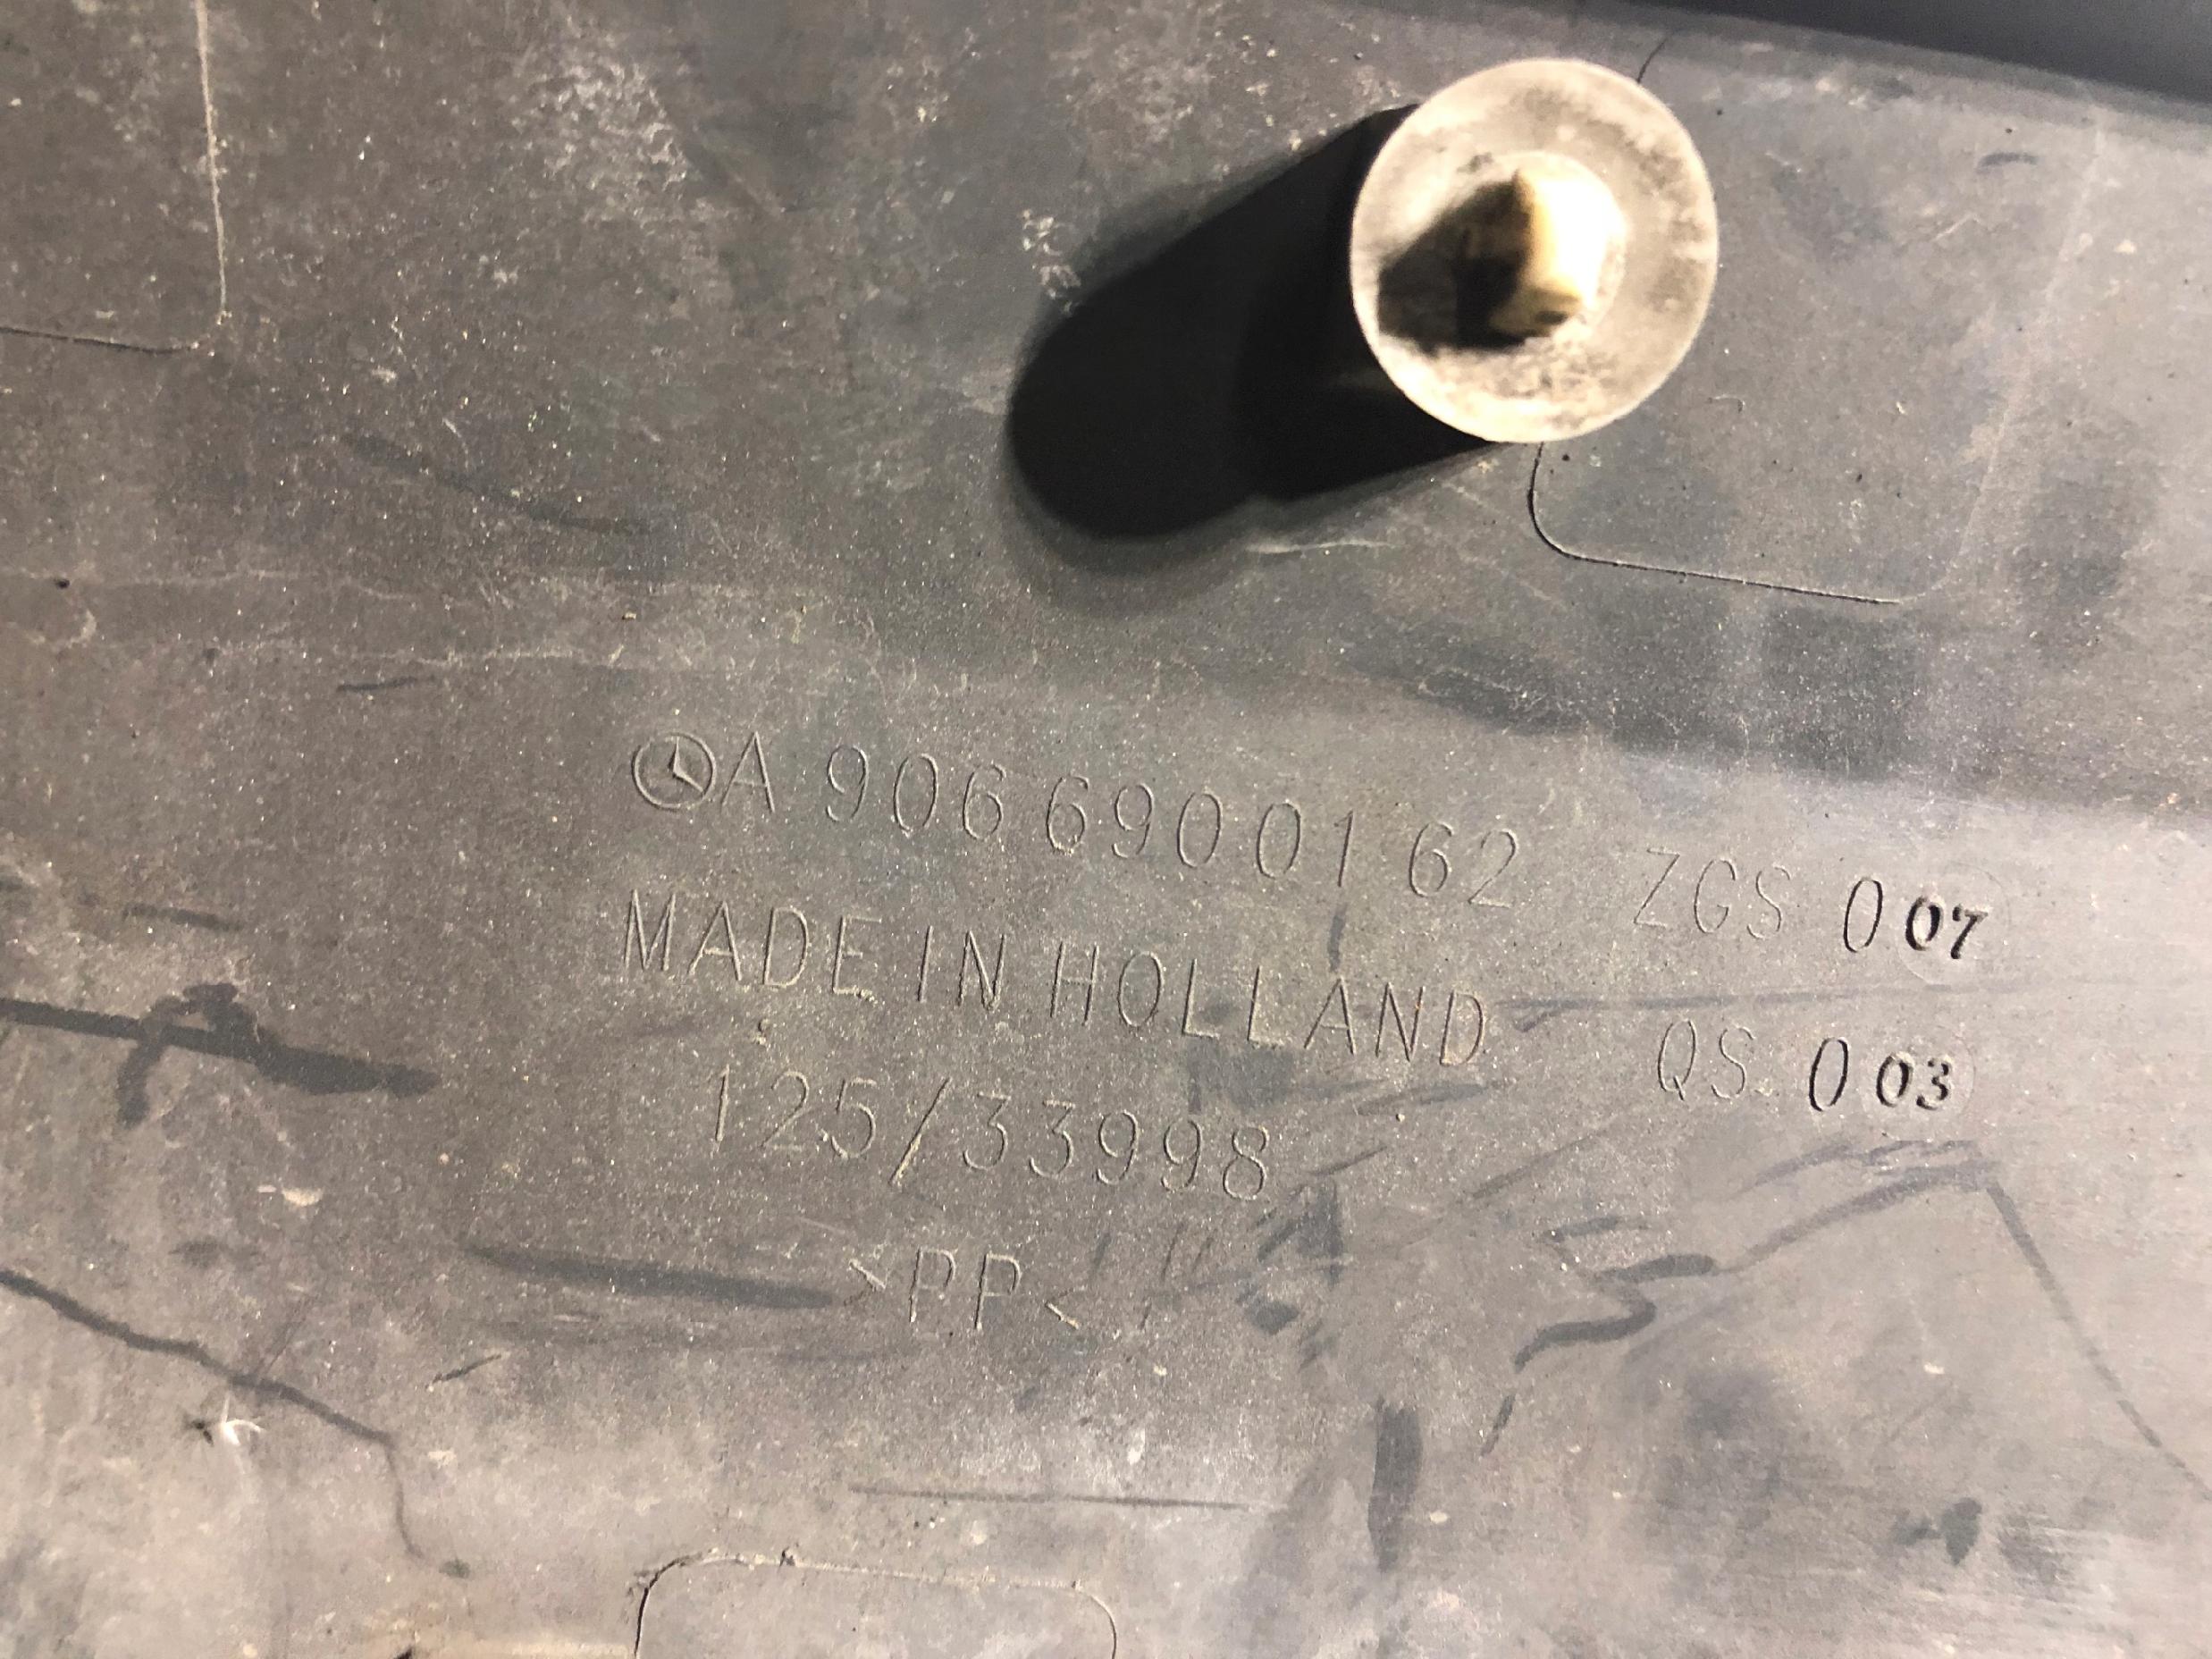 A 906 690 01 62 ZGS 007
MADE IN HOLLAND QS 003
125/33998
>PP<